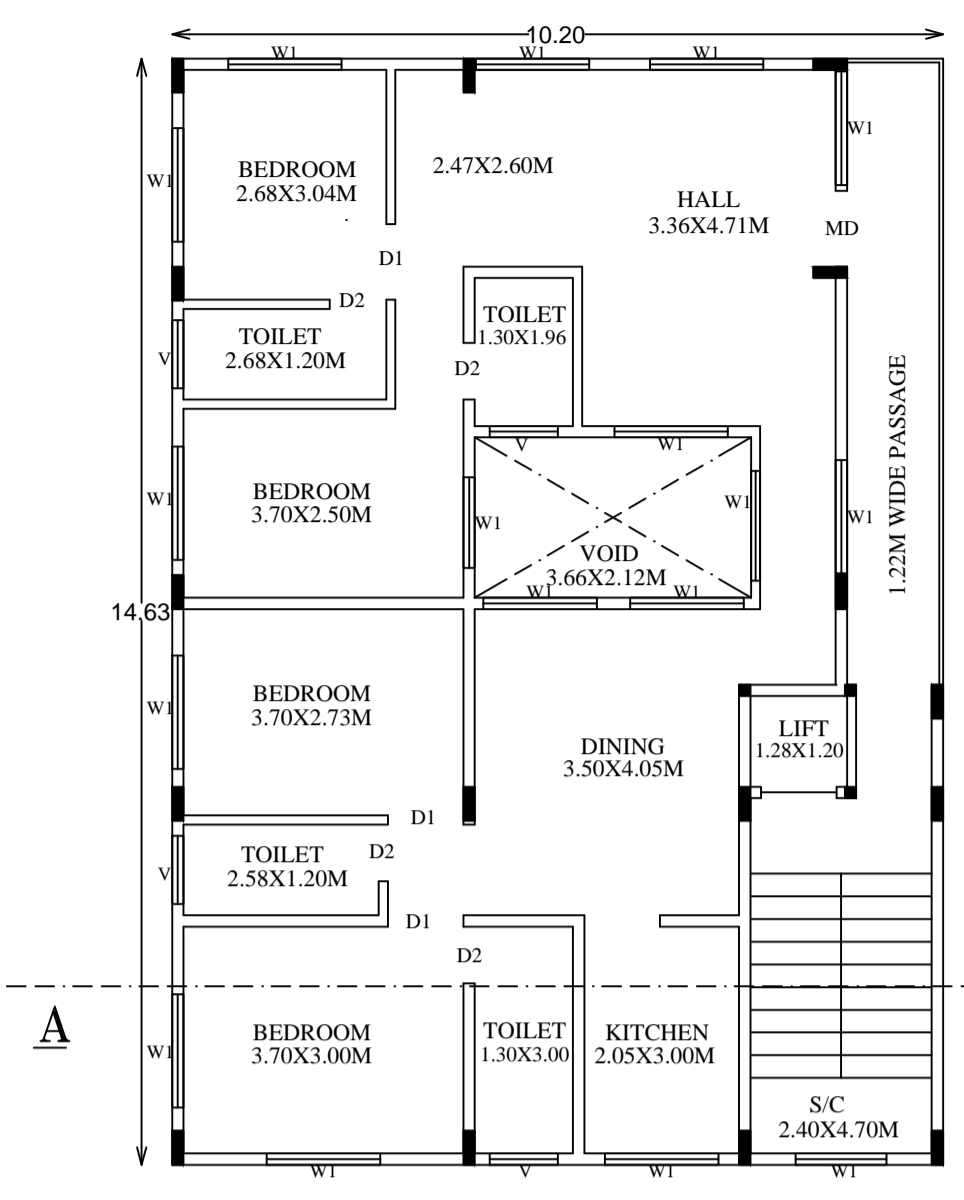 10.20
W1
W1
W1
W1
W1
BEDROOM
2.68X3.04M
2.47X2.60M
HALL
3.36X4.71M
MD
D1
D2
TOILET
2.68X1.20M
V
TOILET
1.30X1.96
D2
1.22M WIDE PASSAGE
V
W1
BEDROOM
3.70X2.50M
W1
W1
W1
W1
VOID
3.66X2.12M
W1
W1
14.63
BEDROOM
3.70X2.73M
W1
DINING
3.50X4.05M
LIFT
1.28X1.20
D1
D2
TOILET
2.58X1.20M
V
D1
D2
A
BEDROOM
3.70X3.00M
W1
TOILET
1.30X3.00
KITCHEN
2.05X3.00M
S/C
2.40X4.70M
W1
V
W1
W1